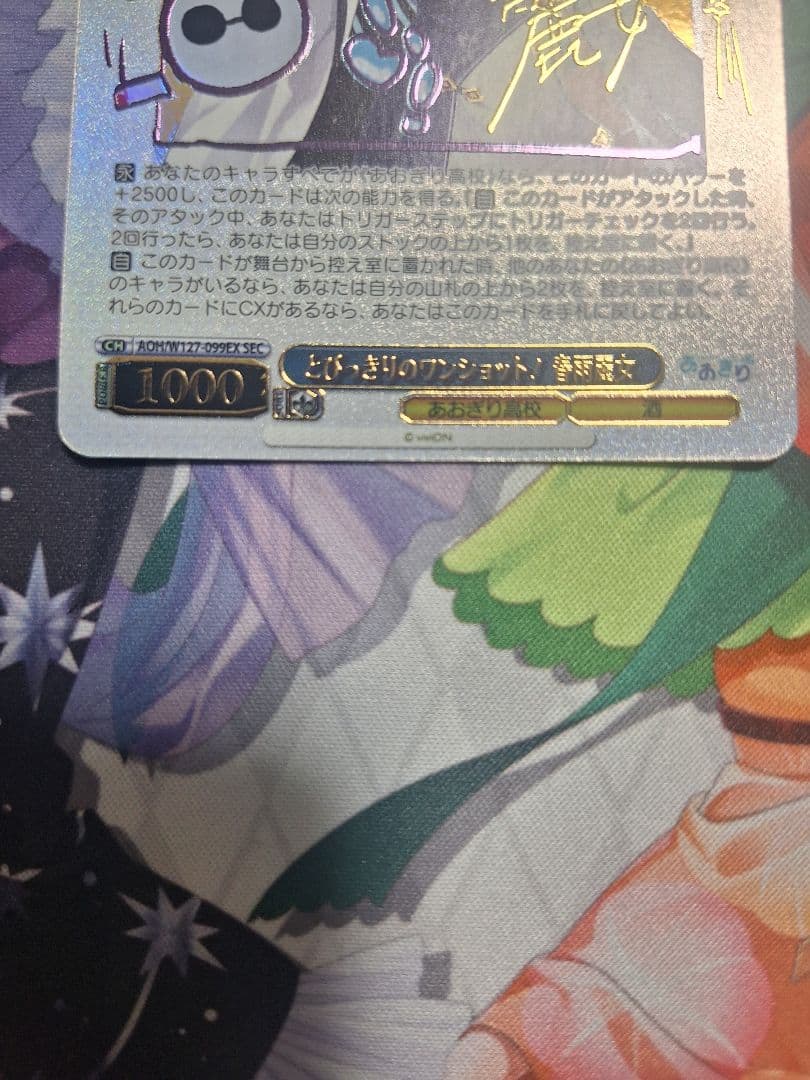 麗女
永 あなたのキャラすべてが《あおぎり高校》なら、このカードのパワーを
+2500し、このカードは次の能力を得る。『自 このカードがアタックした時、
そのアタック中、あなたはトリガーステップにトリガーチェックを2回行う。
2回行ったら、あなたは自分のストックの上から1枚を、控え室に置く。』
自 このカードが舞台から控え室に置かれた時、他のあなたの《あおぎり高校》
のキャラがいるなら、あなたは自分の山札の上から2枚を、控え室に置く。そ
れらのカードにCXがあるなら、あなたはこのカードを手札に戻してよい。
CH AOH/W127-099EX SEC
POWER 1000 とびっきりのワンショット! 春雨麗女 あおぎり
あおぎり高校 酒
© viviON